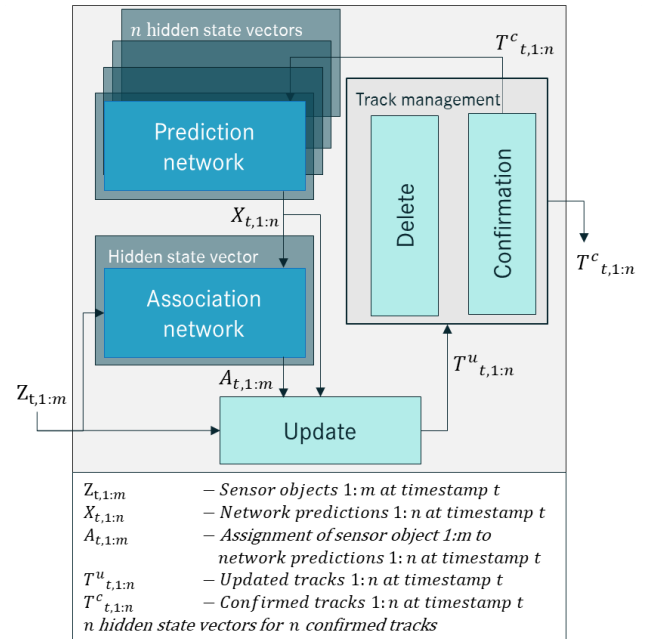 n hidden state vectors
T^c_{t,1:n}
Track management
Prediction
network
Delete
Confirmation
X_{t,1:n}
Hidden state vector
T^c_{t,1:n}
Association
network
A_{t,1:m}
T^u_{t,1:n}
Z_{t,1:m}
Update
Z_{t,1:m} – Sensor objects 1: m at timestamp t
X_{t,1:n} – Network predictions 1: n at timestamp t
A_{t,1:m} – Assignment of sensor object 1:m to
network predictions 1: n at timestamp t
T^u_{t,1:n} – Updated tracks 1: n at timestamp t
T^c_{t,1:n} – Confirmed tracks 1: n at timestamp t
n hidden state vectors for n confirmed tracks